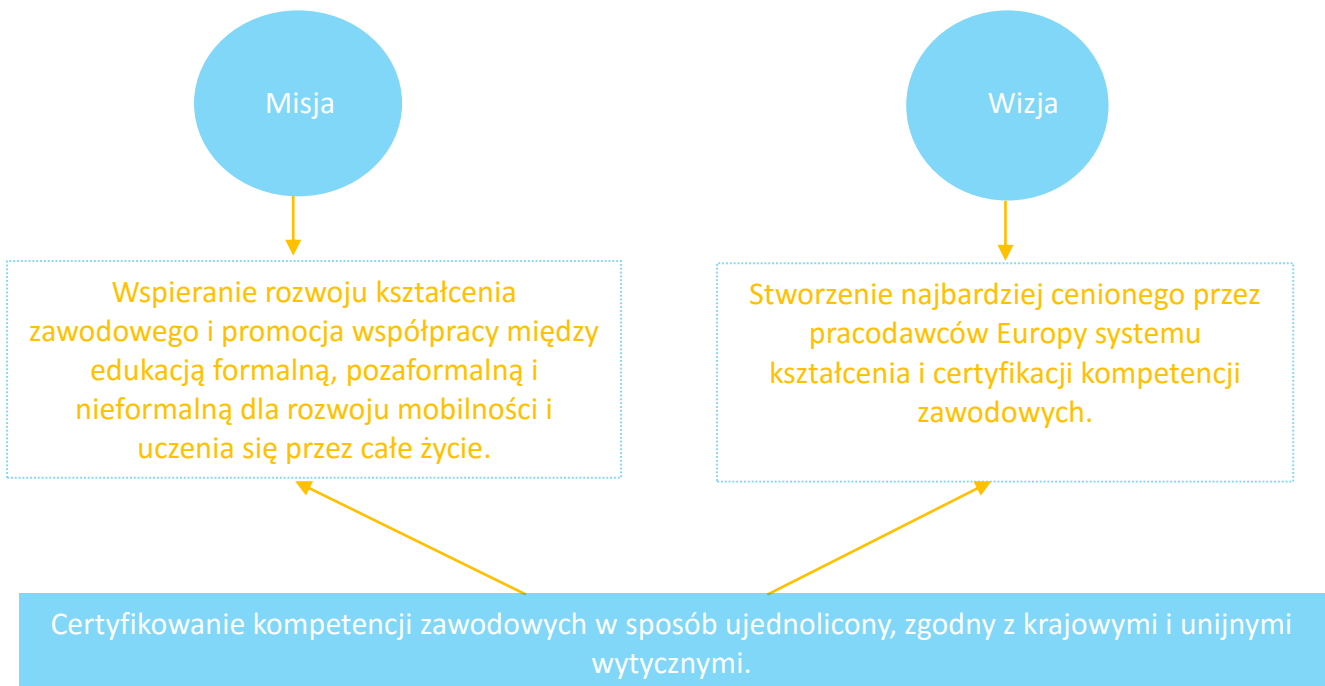 Misja
Wizja
Wspieranie rozwoju kształcenia
zawodowego i promocja współpracy między
edukacją formalną, pozaformalną i
nieformalną dla rozwoju mobilności i
uczenia się przez całe życie.
Stworzenie najbardziej cenionego przez
pracodawców Europy systemu
kształcenia i certyfikacji kompetencji
zawodowych.
Certyfikowanie kompetencji zawodowych w sposób ujednolicony, zgodny z krajowymi i unijnymi
wytycznymi.